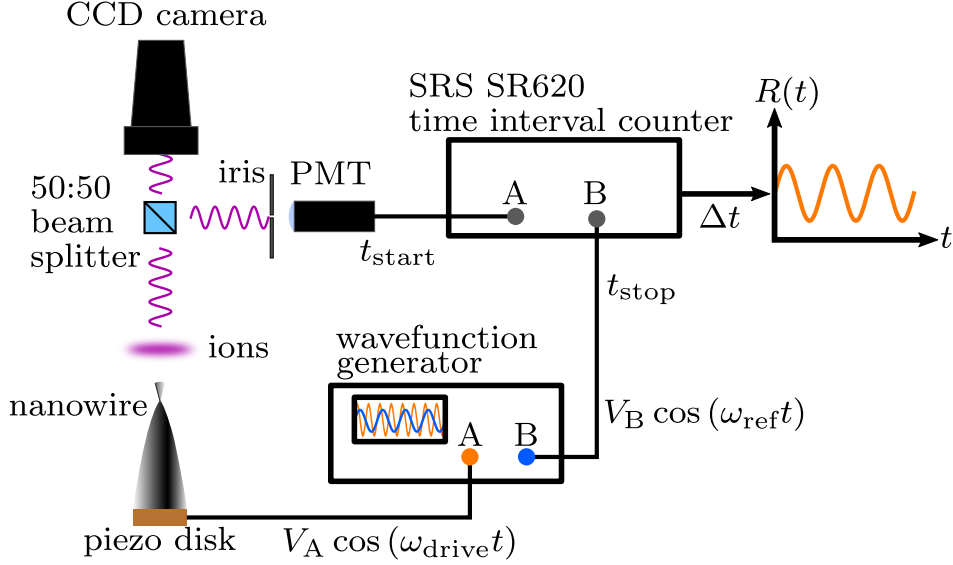 CCD camera
SRS SR620
time interval counter
R(t)
50:50
beam
splitter
iris
PMT
A
B
t_start
Δt
t
t_stop
ions
wavefunction
generator
nanowire
A
B
V_B cos (ω_ref t)
piezo disk
V_A cos (ω_drive t)